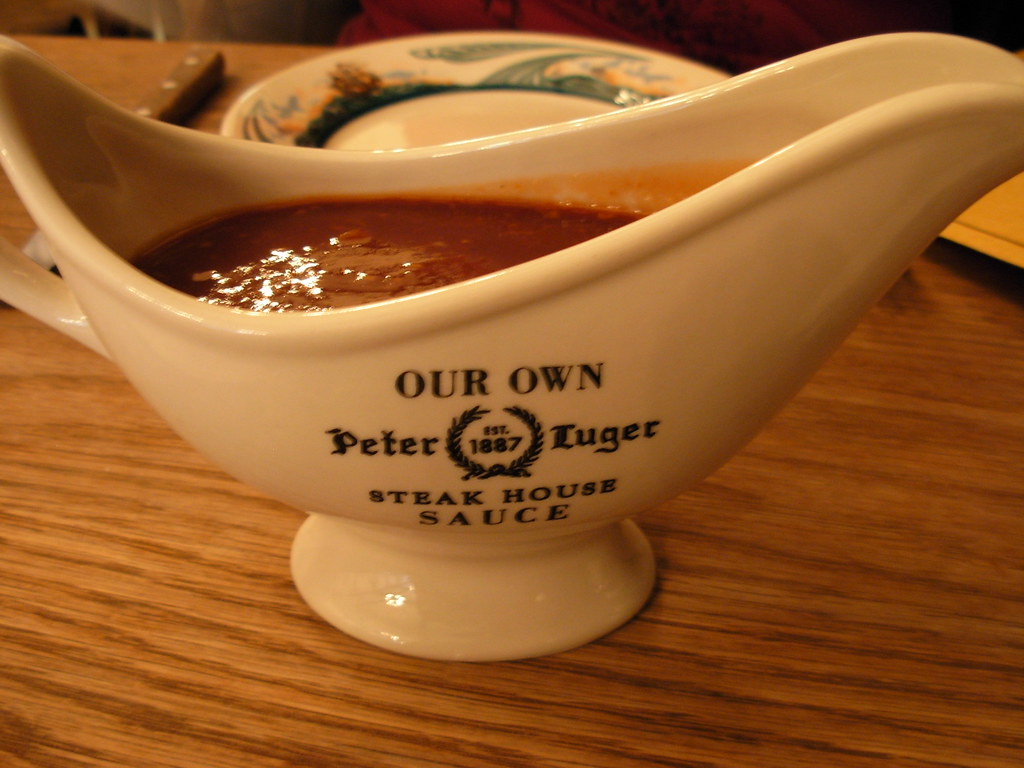 OUR OWN
Peter EST. 1887 Luger
STEAK HOUSE
SAUCE